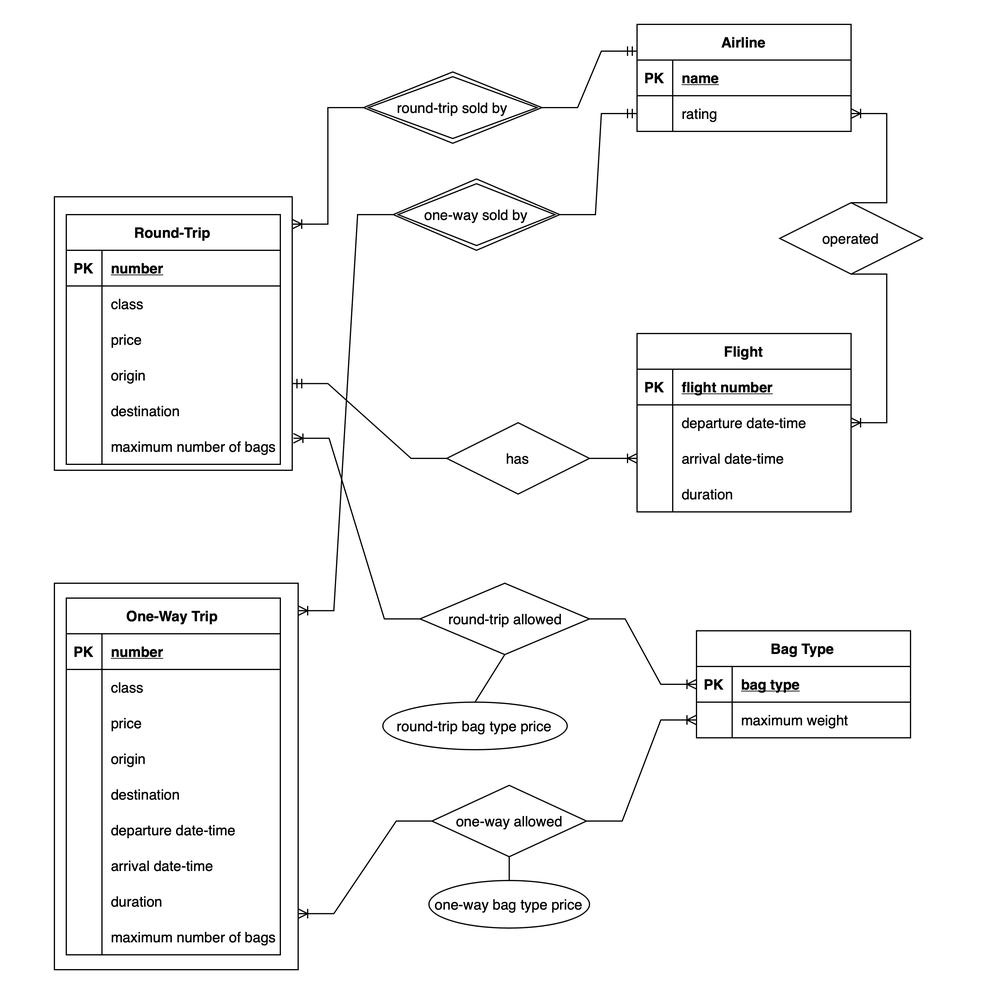 Airline
PK name
rating
round-trip sold by
one-way sold by
operated
Round-Trip
PK number
class
price
origin
destination
maximum number of bags
Flight
PK flight number
departure date-time
arrival date-time
duration
has
One-Way Trip
PK number
class
price
origin
destination
departure date-time
arrival date-time
duration
maximum number of bags
round-trip allowed
round-trip bag type price
Bag Type
PK bag type
maximum weight
one-way allowed
one-way bag type price